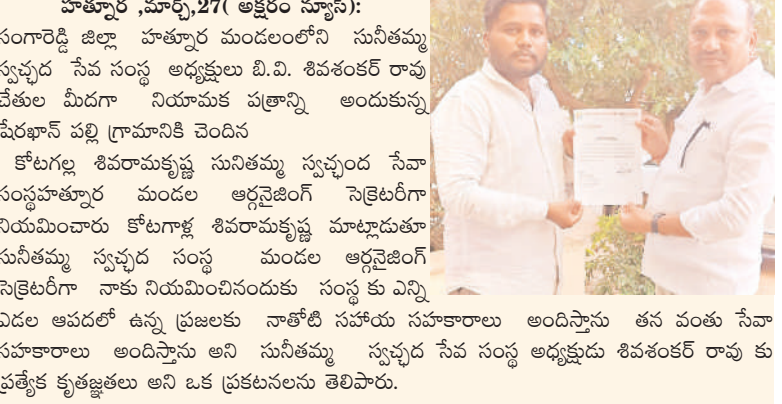 హత్నూర ,మార్చ్,27( అక్షరం న్యూస్):
సంగారెడ్డి జిల్లా హత్నూర మండలంలోని సునీతమ్మ
స్వచ్ఛద సేవ సంస్థ అధ్యక్షులు బి.వి. శివశంకర్ రావు
చేతుల మీదగా నియామక పత్రాన్ని అందుకున్న
షేరఖాన్ పల్లి గ్రామానికి చెందిన
కోటగల్ల శివరామకృష్ణ సునితమ్మ స్వచ్ఛంద సేవా
సంస్థహత్నూర మండల ఆర్గనైజింగ్ సెక్రెటరీగా
నియమించారు కోటగాళ్ల శివరామకృష్ణ మాట్లాడుతూ
సునీతమ్మ స్వచ్ఛద సంస్థ మండల ఆర్గనైజింగ్
సెక్రెటరీగా నాకు నియమించినందుకు సంస్థ కు ఎన్ని
ఎడల ఆపదలో ఉన్న ప్రజలకు నాతోటి సహాయ సహకారాలు అందిస్తాను తన వంతు సేవా
సహకారాలు అందిస్తాను అని సునీతమ్మ స్వచ్ఛద సేవ సంస్థ అధ్యక్షుడు శివశంకర్ రావు కు
ప్రత్యేక కృతజ్ఞతలు అని ఒక ప్రకటనలను తెలిపారు.